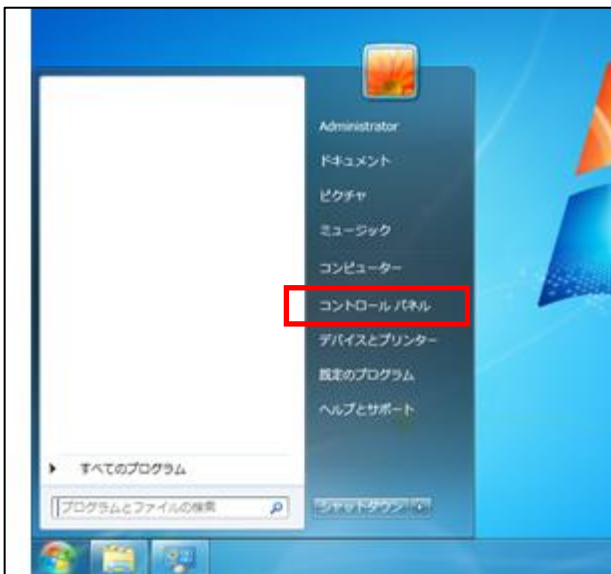 Administrator
ドキュメント
ピクチャ
ミュージック
コンピューター
コントロール パネル
デバイスとプリンター
既定のプログラム
ヘルプとサポート
すべてのプログラム
プログラムとファイルの検索
シャットダウン